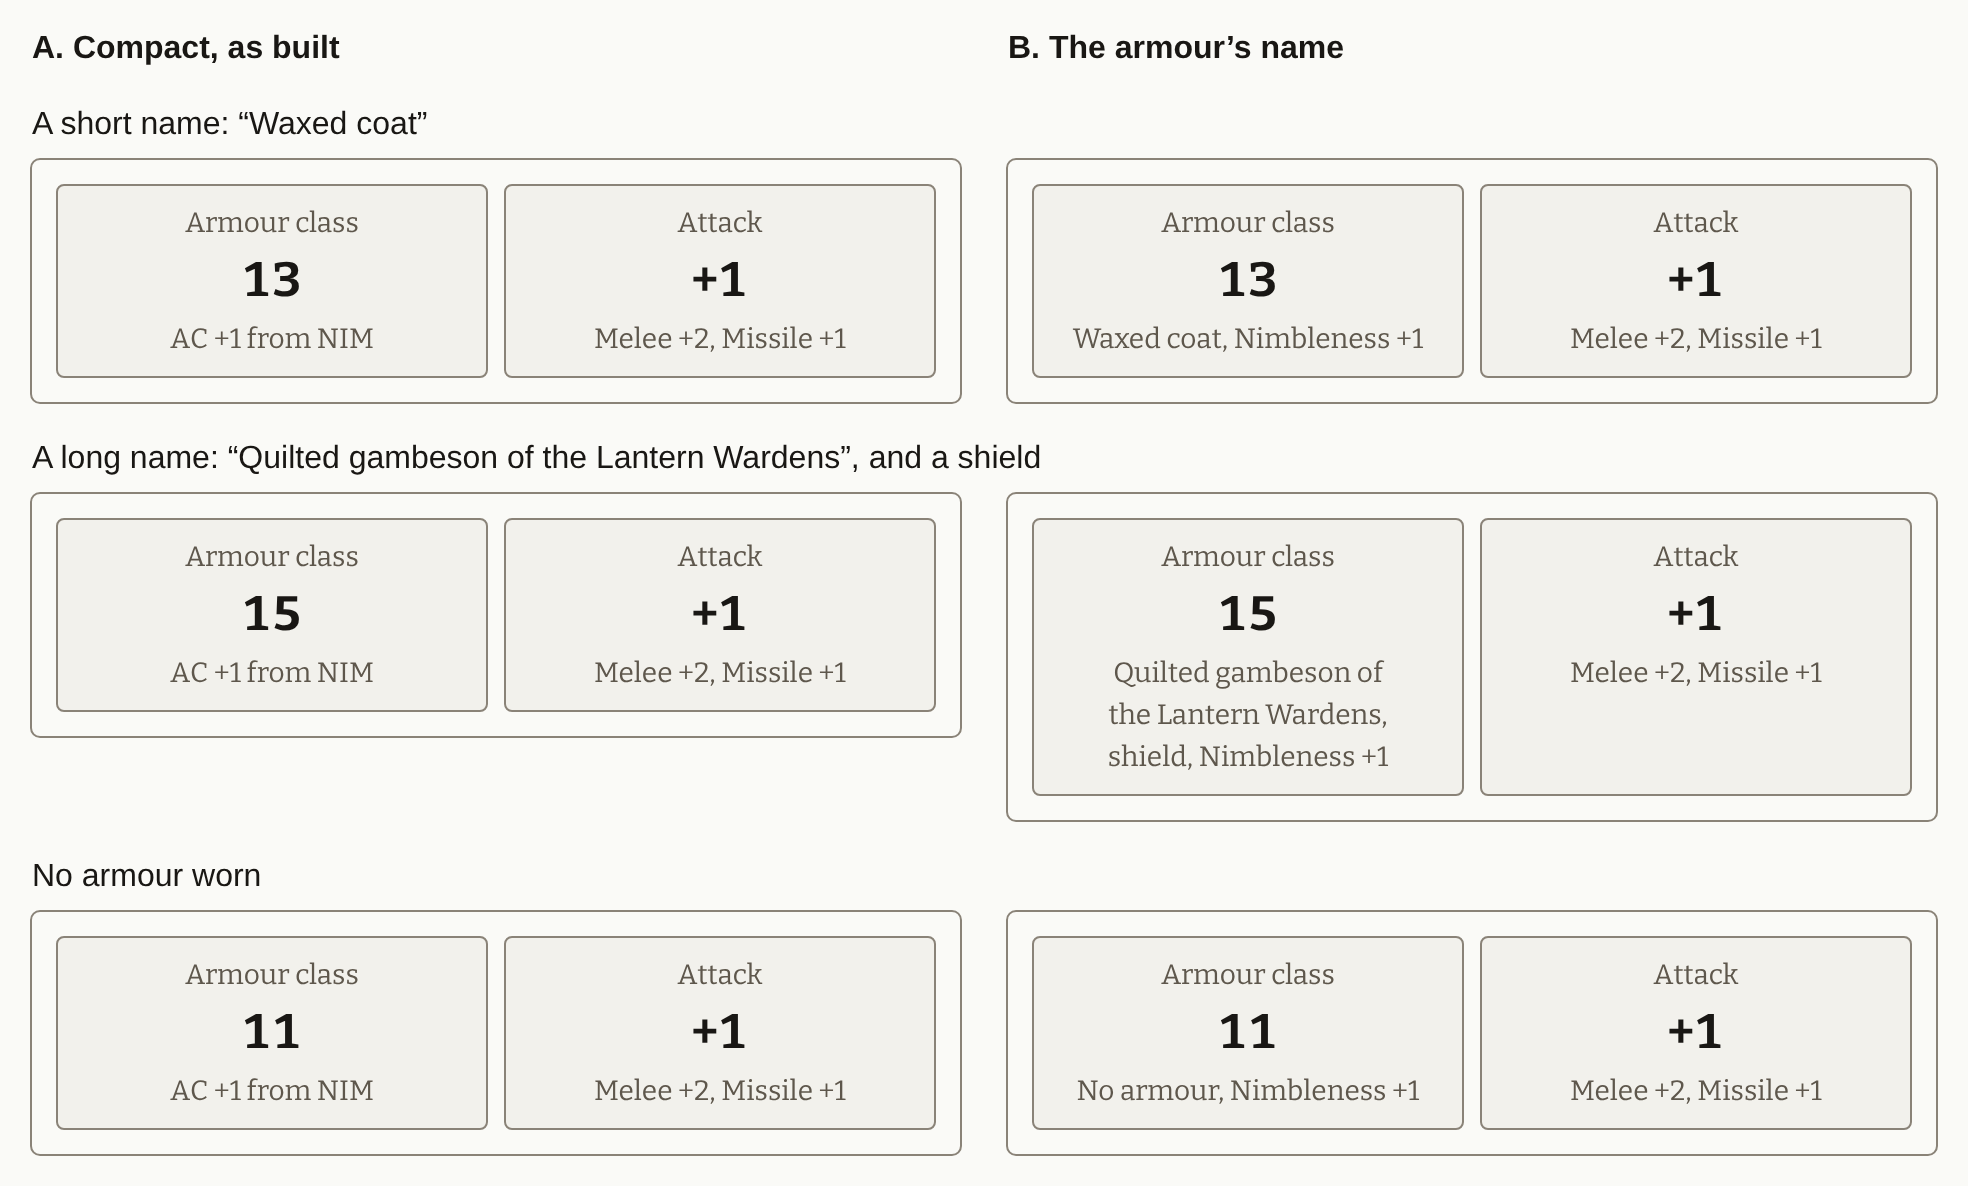 A. Compact, as built
B. The armour’s name
A short name: “Waxed coat”
Armour class
13
AC +1 from NIM
Attack
+1
Melee +2, Missile +1
Armour class
13
Waxed coat, Nimbleness +1
Attack
+1
Melee +2, Missile +1
A long name: “Quilted gambeson of the Lantern Wardens”, and a shield
Armour class
15
AC +1 from NIM
Attack
+1
Melee +2, Missile +1
Armour class
15
Quilted gambeson of
the Lantern Wardens,
shield, Nimbleness +1
Attack
+1
Melee +2, Missile +1
No armour worn
Armour class
11
AC +1 from NIM
Attack
+1
Melee +2, Missile +1
Armour class
11
No armour, Nimbleness +1
Attack
+1
Melee +2, Missile +1